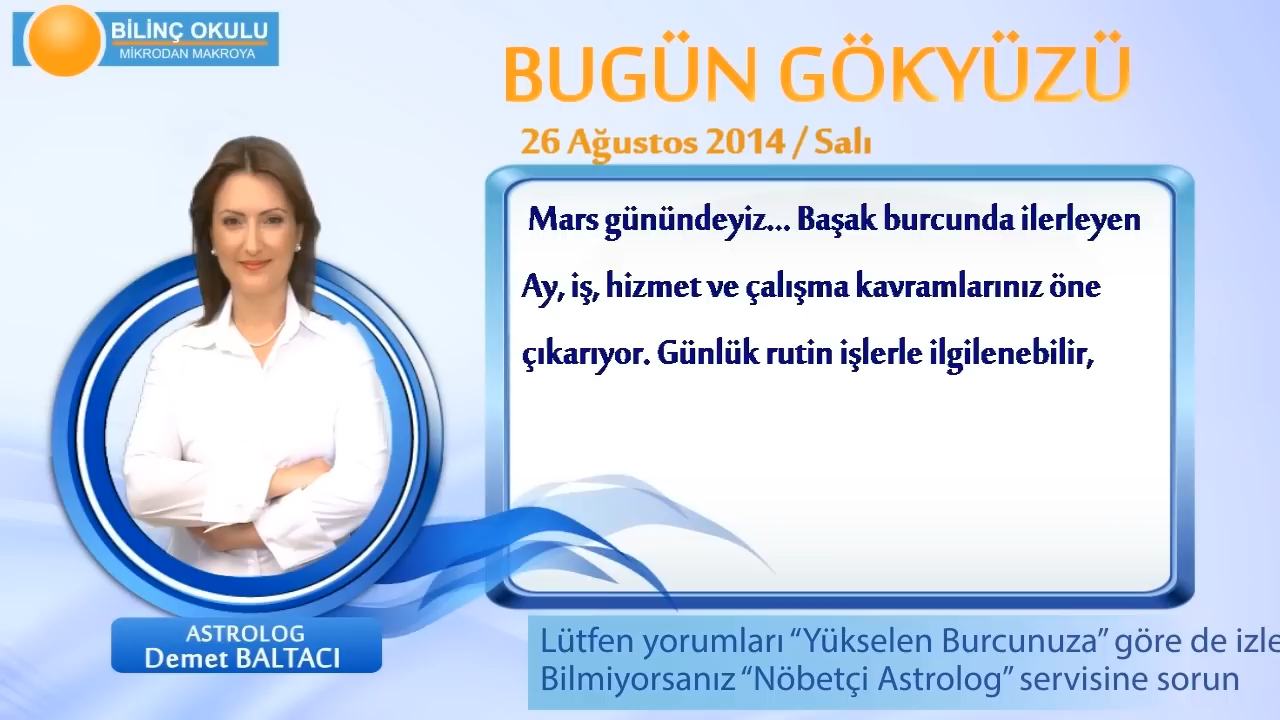 BİLİNÇ OKULU
MİKRODAN MAKROYA
BUGÜN GÖKYÜZÜ
26 Ağustos 2014 / Salı
Mars günündeyiz... Başak burcunda ilerleyen
Ay, iş, hizmet ve çalışma kavramlarınız öne
çıkarıyor. Günlük rutin işlerle ilgilenebilir,
ASTROLOG
Demet BALTACI
Lütfen yorumları “Yükselen Burcunuza” göre de izle
Bilmiyorsanız “Nöbetçi Astrolog” servisine sorun